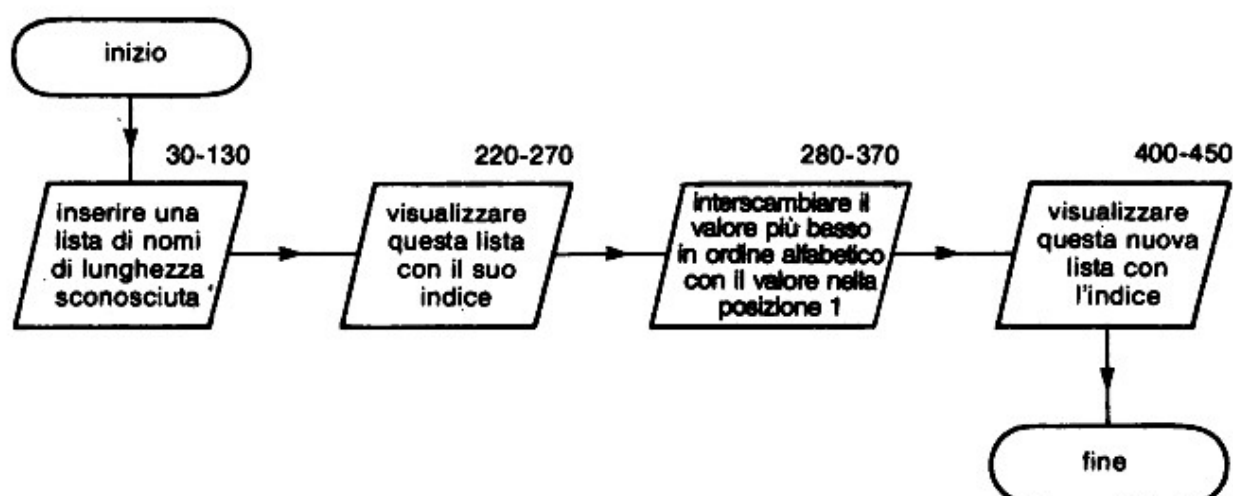 inizio
30-130
inserire una
lista di nomi
di lunghezza
sconosciuta
220-270
visualizzare
questa lista
con il suo
indice
280-370
interscambiare il
valore più basso
in ordine alfabetico
con il valore nella
posizione 1
400-450
visualizzare
questa nuova
lista con
l'indice
fine